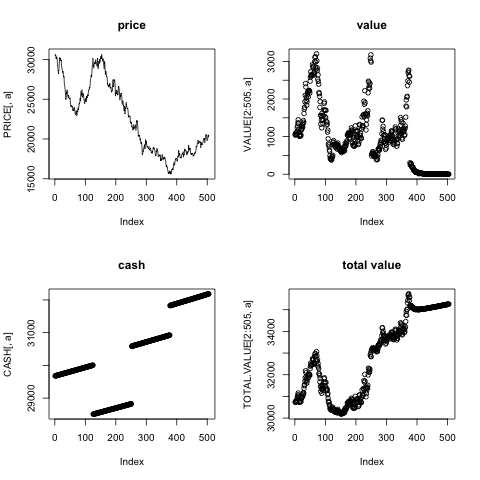 price
value
PRICE[, a]
15000 20000 25000 30000
0 100 200 300 400 500
Index
VALUE[2:505, a]
0 1000 2000 3000
0 100 200 300 400 500
Index
cash
total value
CASH[, a]
29000 31000
0 100 200 300 400 500
Index
TOTAL.VALUE[2:505, a]
30000 32000 34000
0 100 200 300 400 500
Index